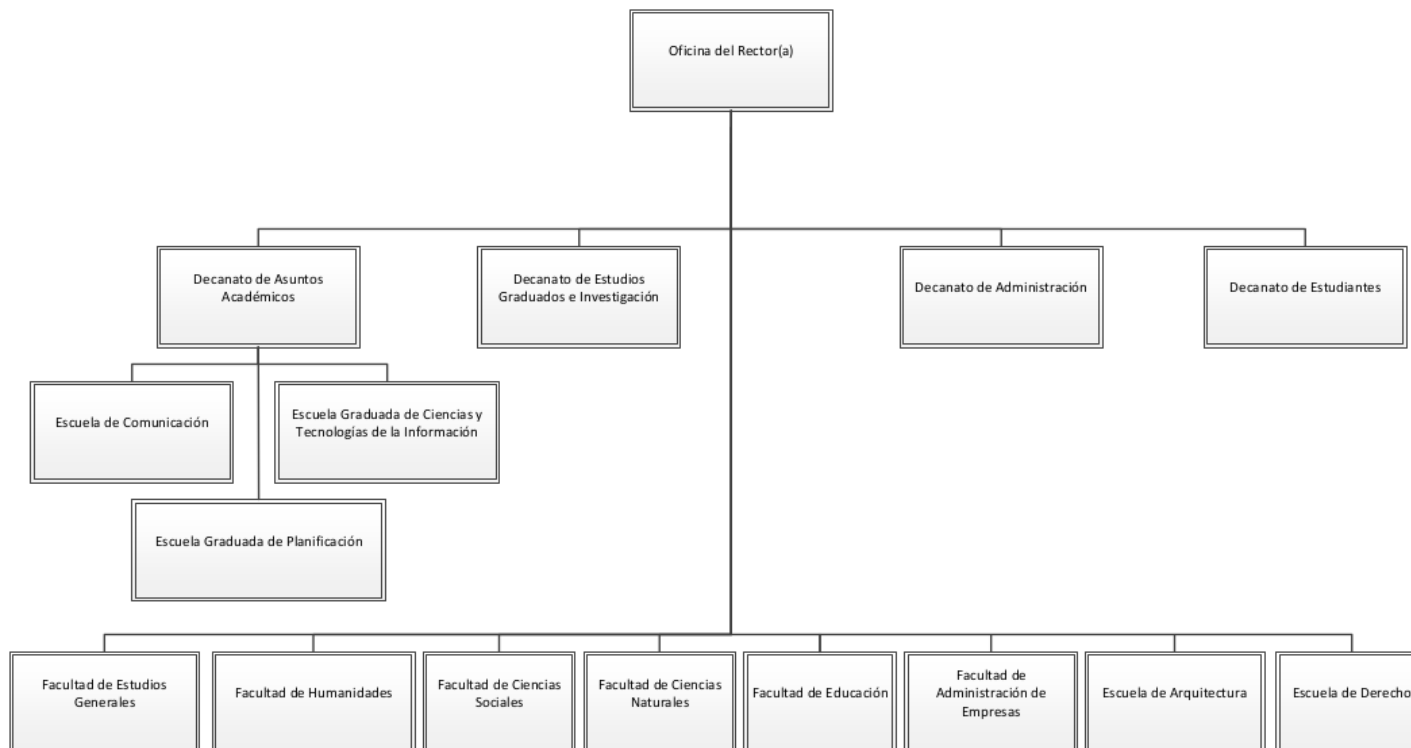 Oficina del Rector(a)
Decanato de Asuntos
Académicos
Decanato de Estudios
Graduados e Investigación
Decanato de Administración
Decanato de Estudiantes
Escuela de Comunicación
Escuela Graduada de Ciencias y
Tecnologías de la Información
Escuela Graduada de Planificación
Facultad de Estudios
Generales
Facultad de Humanidades
Facultad de Ciencias
Sociales
Facultad de Ciencias
Naturales
Facultad de Educación
Facultad de
Administración de
Empresas
Escuela de Arquitectura
Escuela de Derecho